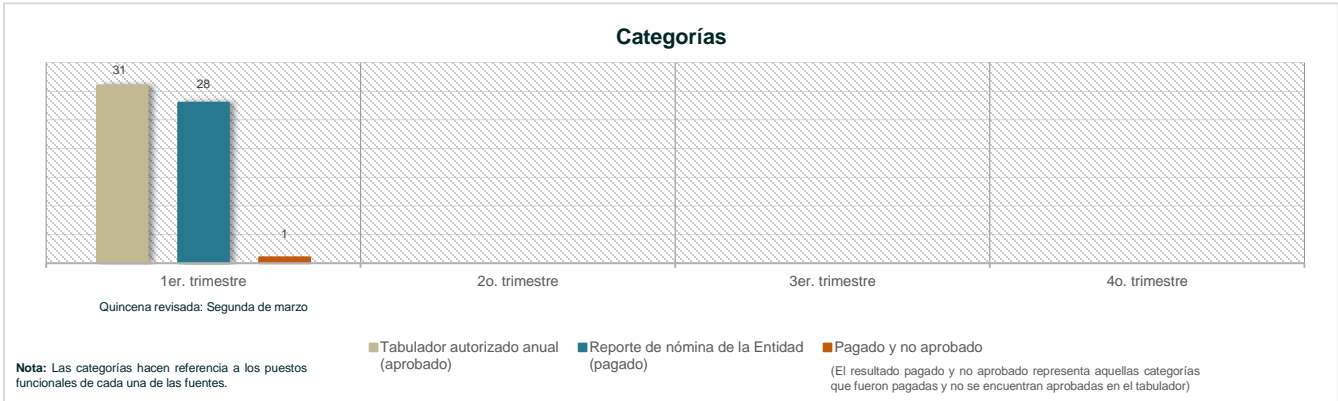 Categorías
31
28
1
1er. trimestre
2o. trimestre
3er. trimestre
4o. trimestre
Quincena revisada: Segunda de marzo
Tabulador autorizado anual
(aprobado)
Reporte de nómina de la Entidad
(pagado)
Pagado y no aprobado
(El resultado pagado y no aprobado representa aquellas categorías
que fueron pagadas y no se encuentran aprobadas en el tabulador)
Nota: Las categorías hacen referencia a los puestos
funcionales de cada una de las fuentes.